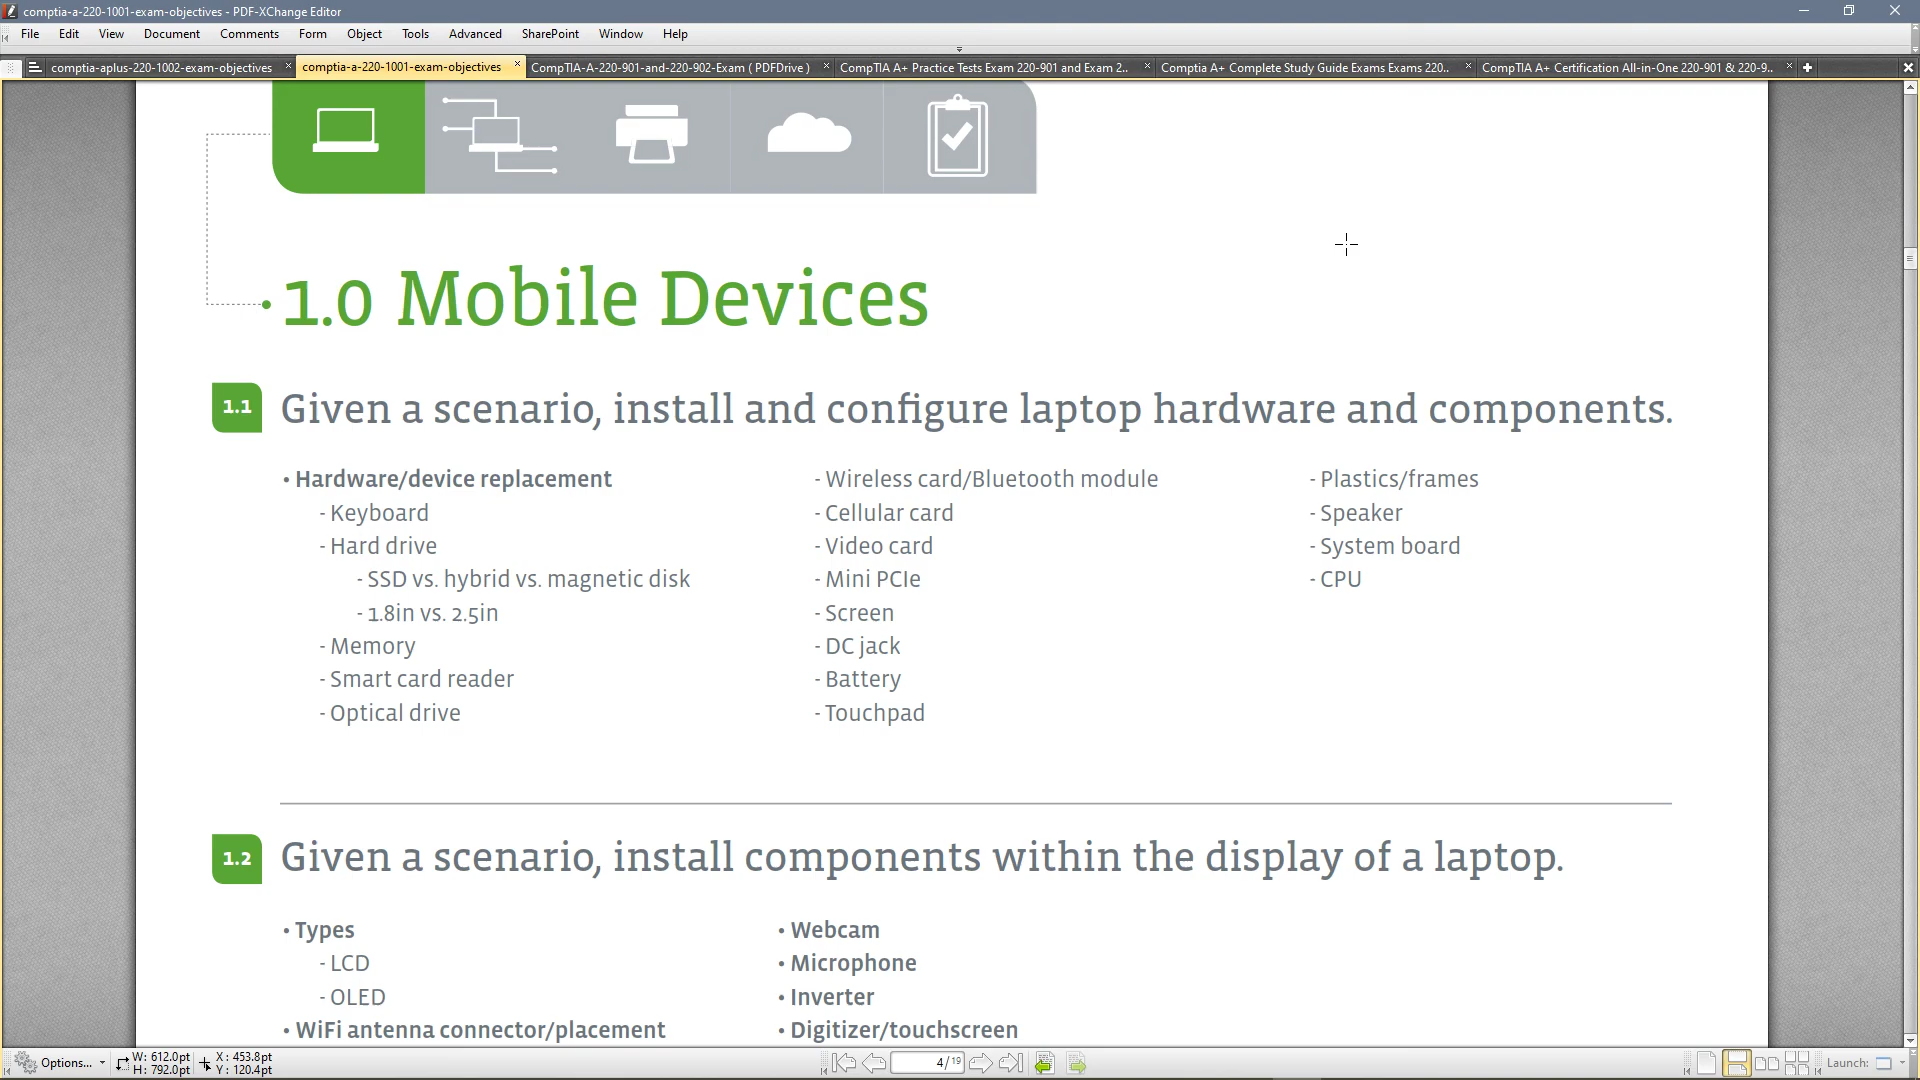 comptia-a-220-1001-exam-objectives - PDF-XChange Editor
File Edit View Document Comments Form Object Tools Advanced SharePoint Window Help
comptia-aplus-220-1002-exam-objectives comptia-a-220-1001-exam-objectives CompTIA-A-220-901-and-220-902-Exam ( PDFDrive ) CompTIA A+ Practice Tests Exam 220-901 and Exam 2.. Comptia A+ Complete Study Guide Exams Exams 220.. CompTIA A+ Certification All-in-One 220-901 & 220-9..
1.0 Mobile Devices
1.1 Given a scenario, install and configure laptop hardware and components.
• Hardware/device replacement
- Keyboard
- Hard drive
- SSD vs. hybrid vs. magnetic disk
- 1.8in vs. 2.5in
- Memory
- Smart card reader
- Optical drive
- Wireless card/Bluetooth module
- Cellular card
- Video card
- Mini PCIe
- Screen
- DC jack
- Battery
- Touchpad
- Plastics/frames
- Speaker
- System board
- CPU
1.2 Given a scenario, install components within the display of a laptop.
• Types
- LCD
- OLED
• WiFi antenna connector/placement
• Webcam
• Microphone
• Inverter
• Digitizer/touchscreen
Options... W: 612.0pt X: 453.8pt 4/19 Launch:
H: 792.0pt Y: 120.4pt